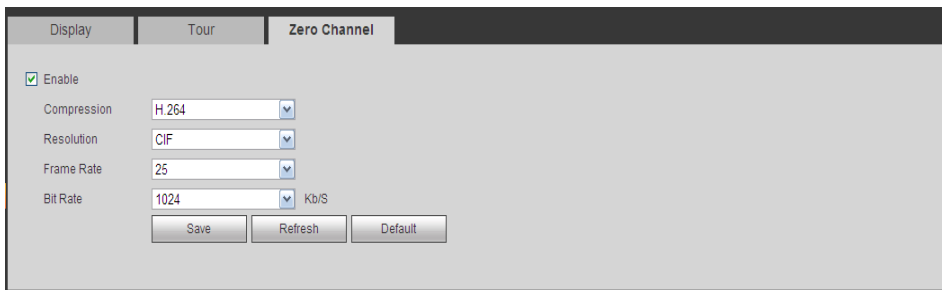 Display Tour Zero Channel
Enable
Compression H.264
Resolution CIF
Frame Rate 25
Bit Rate 1024 Kb/S
Save Refresh Default